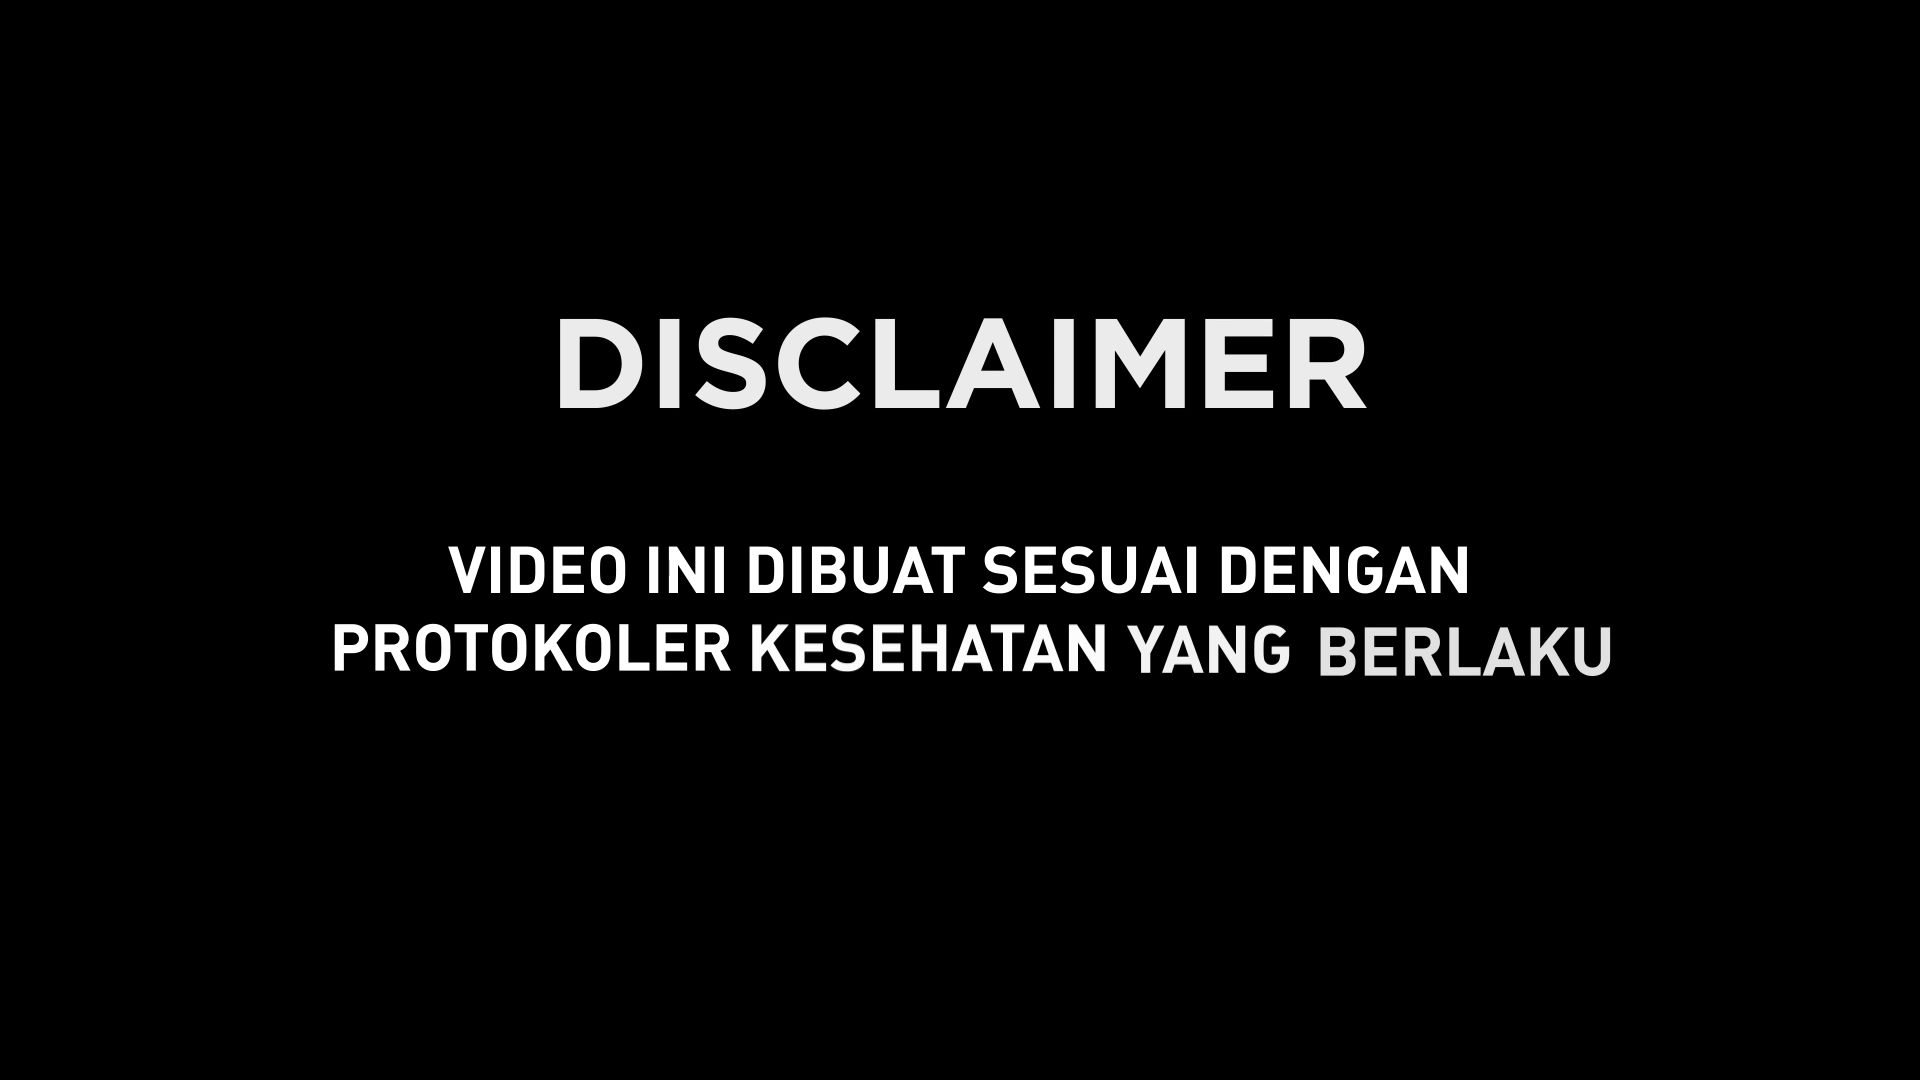 DISCLAIMER
VIDEO INI DIBUAT SESUAI DENGAN
PROTOKOLER KESEHATAN YANG BERLAKU